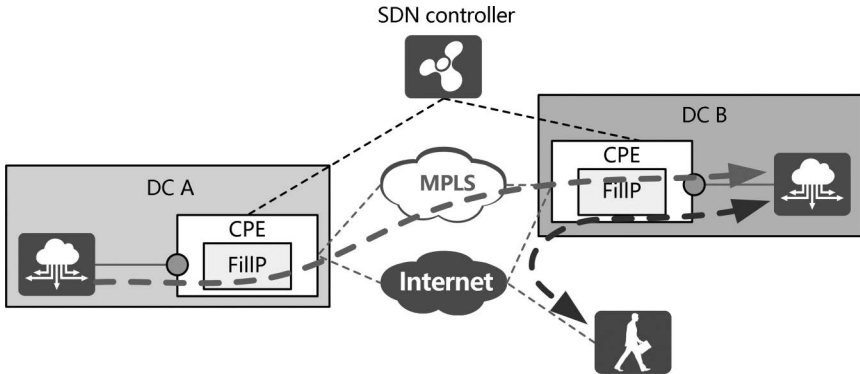 SDN controller
DC B
CPE
FillP
MPLS
DC A
CPE
FillP
Internet